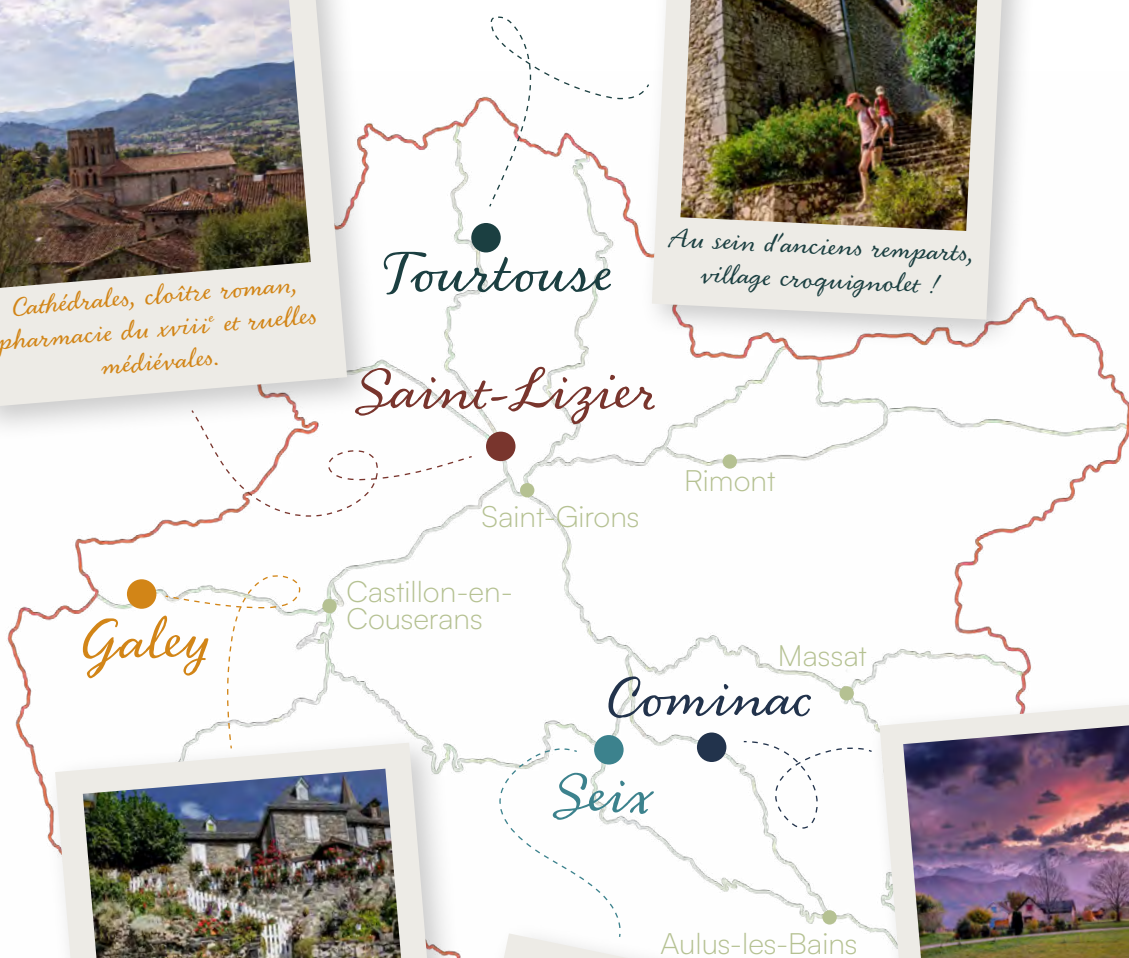 Cathédrales, cloître roman,
pharmacie du xviiiᵉ et ruelles
médiévales.
Au sein d'anciens remparts,
village croquignolet !
Tourtouse
Saint-Lizier
Rimont
Saint-Girons
Castillon-en-
Couserans
Galey
Massat
Cominac
Seix
Aulus-les-Bains